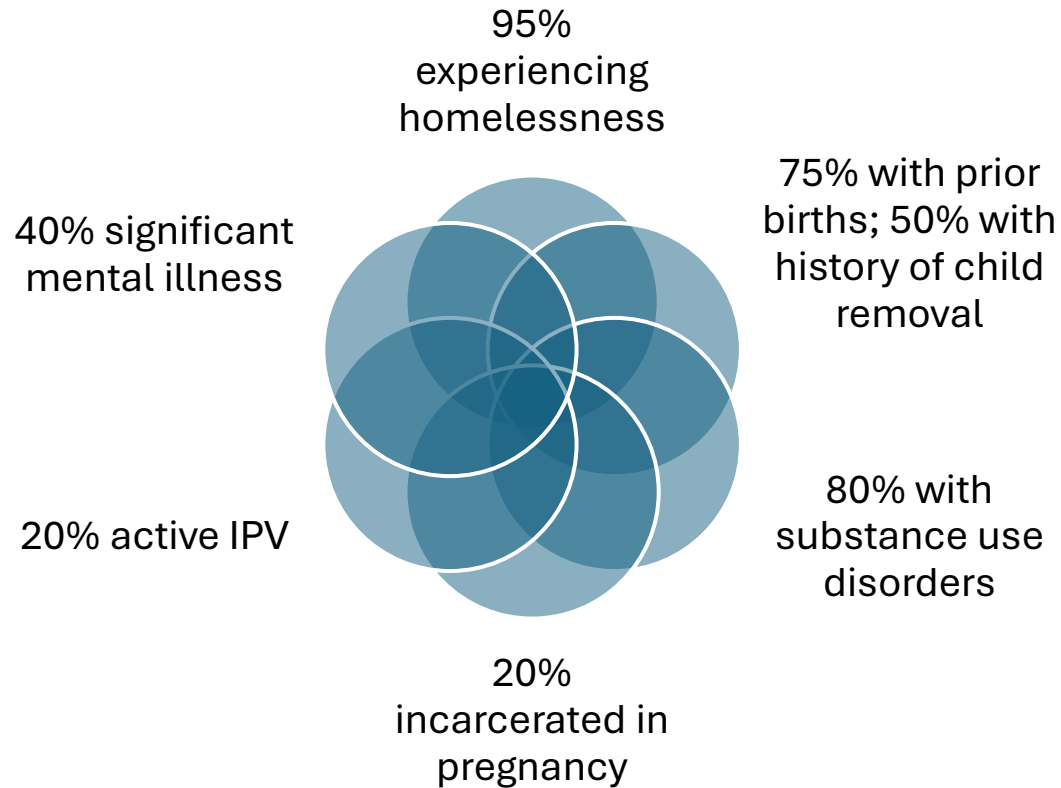 95%
experiencing
homelessness
75% with prior
births; 50% with
history of child
removal
80% with
substance use
disorders
20%
incarcerated in
pregnancy
20% active IPV
40% significant
mental illness